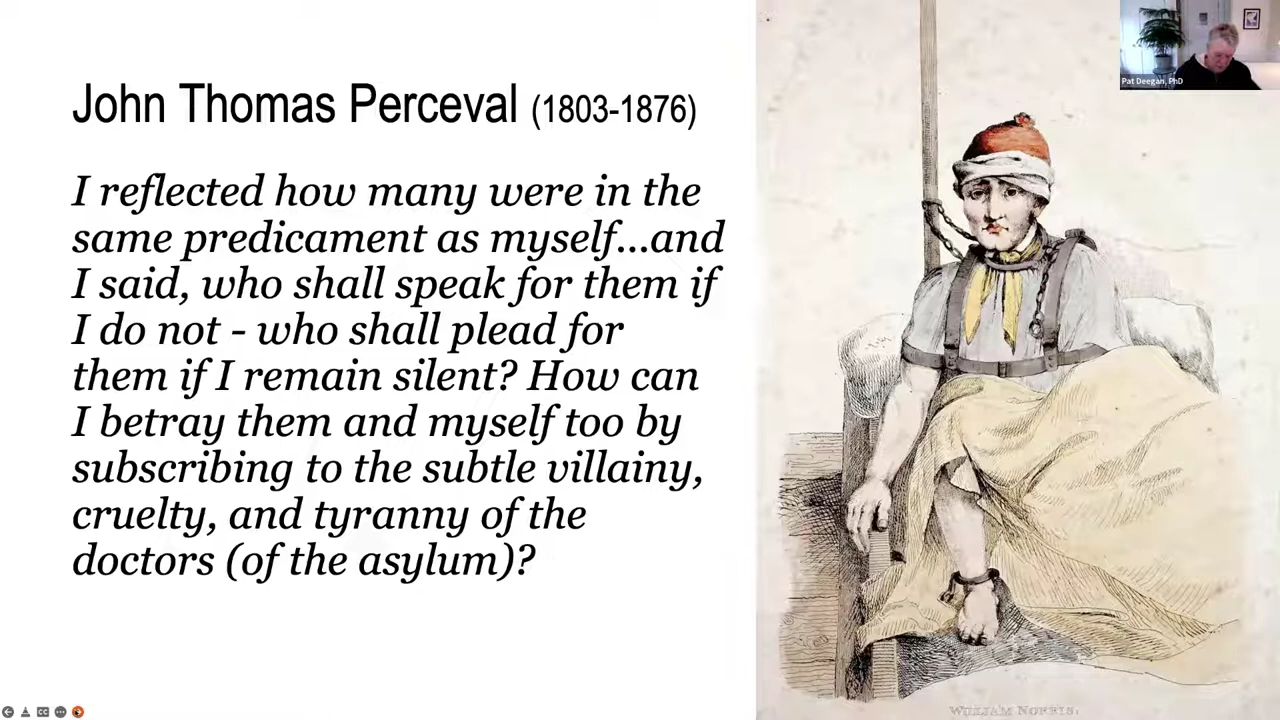 John Thomas Perceval (1803-1876)
I reflected how many were in the
same predicament as myself...and
I said, who shall speak for them if
I do not - who shall plead for
them if I remain silent? How can
I betray them and myself too by
subscribing to the subtle villainy,
cruelty, and tyranny of the
doctors (of the asylum)?
Pat Deegan, PhD
WILLIAM NORRIS.
CC